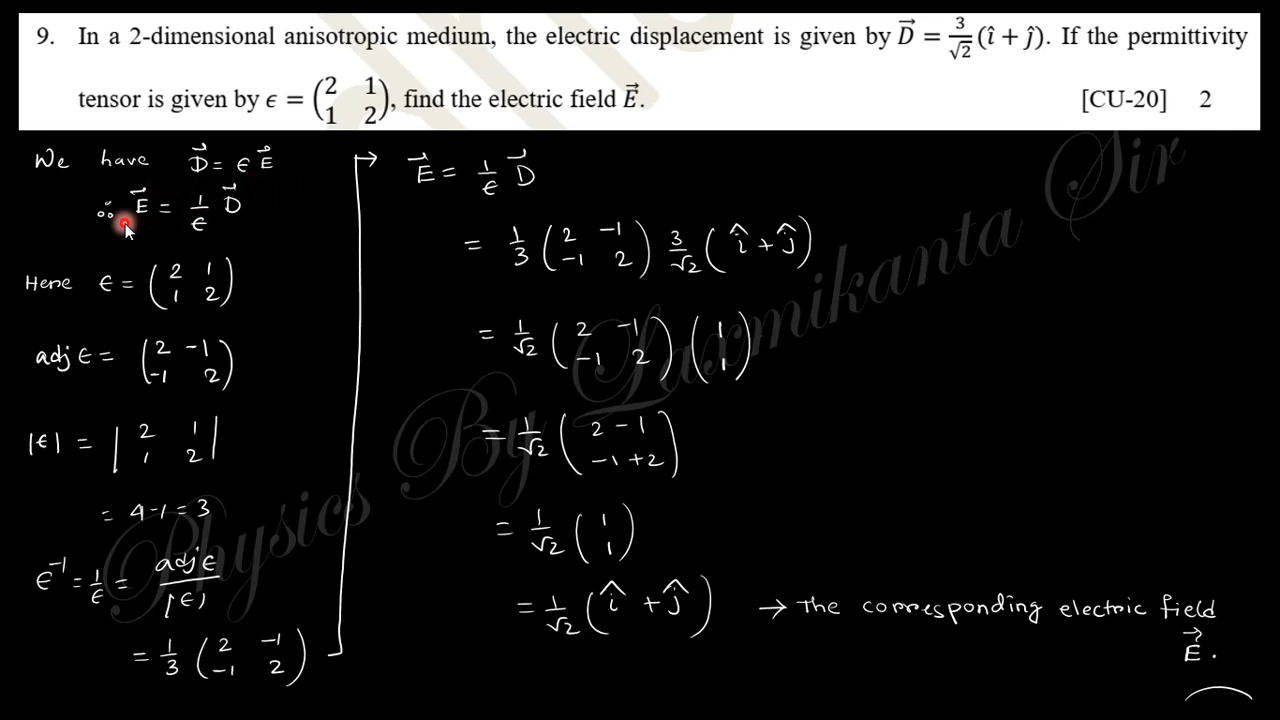 9. In a 2-dimensional anisotropic medium, the electric displacement is given by D⃗ = 3/√2 (î + ĵ). If the permittivity
tensor is given by ϵ = (2 1; 1 2), find the electric field E⃗. [CU-20] 2
We have D⃗ = ϵ E⃗
∴ E⃗ = 1/ϵ D⃗
Here ϵ = (2 1; 1 2)
adj ϵ = (2 -1; -1 2)
|ϵ| = |2 1; 1 2|
= 4-1 = 3
ϵ⁻¹ = 1/ϵ = adj ϵ / |ϵ|
= 1/3 (2 -1; -1 2)
→ E⃗ = 1/ϵ D⃗
= 1/3 (2 -1; -1 2) 3/√2 (î + ĵ)
= 1/√2 (2 -1; -1 2) (1; 1)
= 1/√2 (2 - 1; -1 + 2)
= 1/√2 (1; 1)
= 1/√2 (î + ĵ) → The corresponding electric field
E⃗.
Physics By Laxmikanta Sir